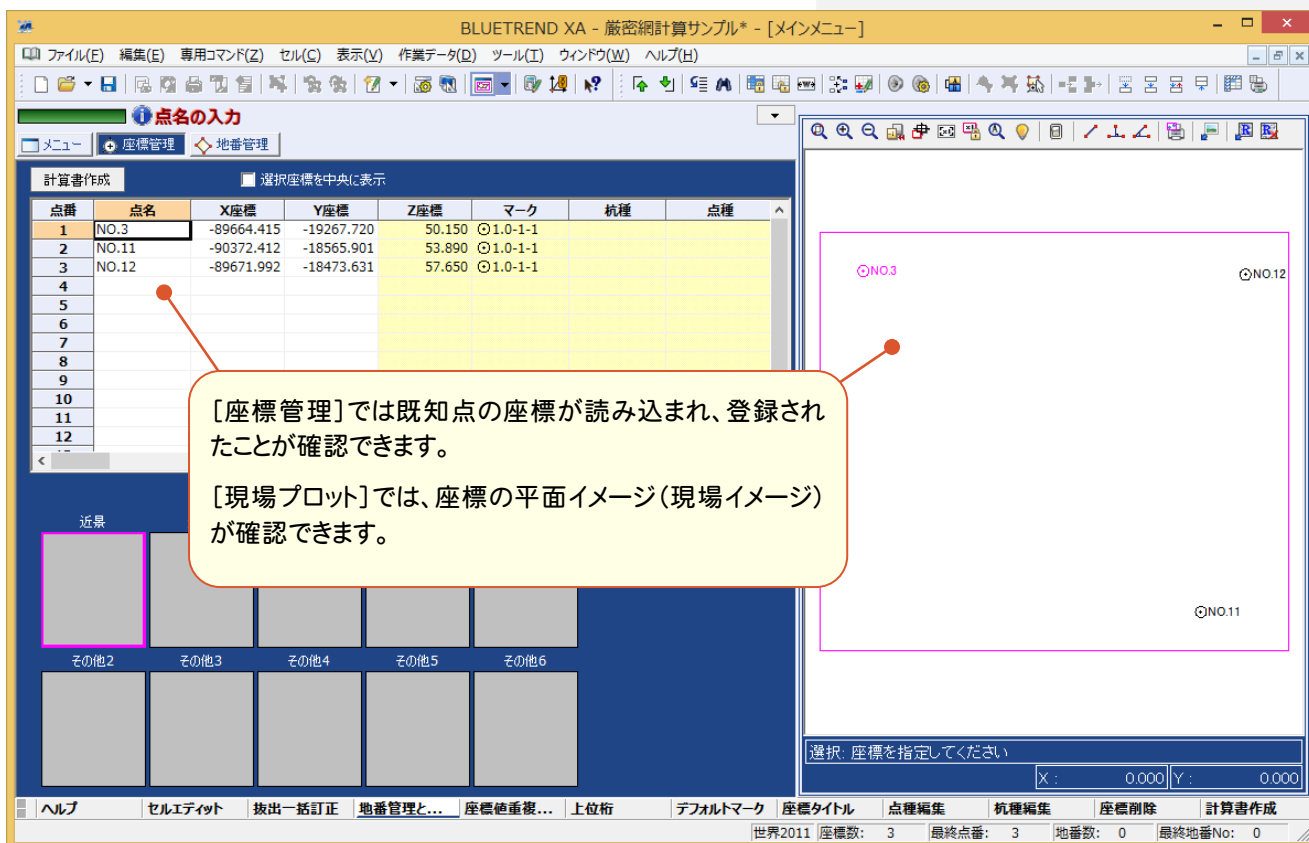 BLUETREND XA - 厳密網計算サンプル* - [メインメニュー]
ファイル(F) 編集(E) 専用コマンド(Z) セル(C) 表示(V) 作業データ(D) ツール(T) ウィンドウ(W) ヘルプ(H)
点名の入力
メニュー 座標管理 地番管理
計算書作成 選択座標を中央に表示
点番 点名 X座標 Y座標 Z座標 マーク 杭種 点種
1 NO.3 -89664.415 -19267.720 50.150 ⊙1.0-1-1
2 NO.11 -90372.412 -18565.901 53.890 ⊙1.0-1-1
3 NO.12 -89671.992 -18473.631 57.650 ⊙1.0-1-1
4
5
6
7
8
9
10
11
12
NO.3
NO.12
NO.11
[座標管理]では既知点の座標が読み込まれ、登録され
たことが確認できます。
[現場プロット]では、座標の平面イメージ(現場イメージ)
が確認できます。
近景
その他2 その他3 その他4 その他5 その他6
選択: 座標を指定してください
X : 0.000 Y : 0.000
ヘルプ セルエディット 抜出一括訂正 地番管理と... 座標値重複... 上位桁 デフォルトマーク 座標タイトル 点種編集 杭種編集 座標削除 計算書作成
世界2011 座標数: 3 最終点番: 3 地番数: 0 最終地番No: 0